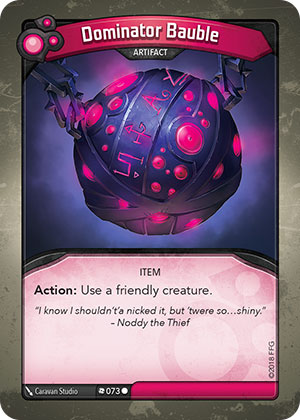 Dominator Bauble
ARTIFACT
ITEM
Action: Use a friendly creature.
“I know I shouldn’t’a nicked it, but ’twere so…shiny.”
– Noddy the Thief
Caravan Studio
073
©2018 FFG